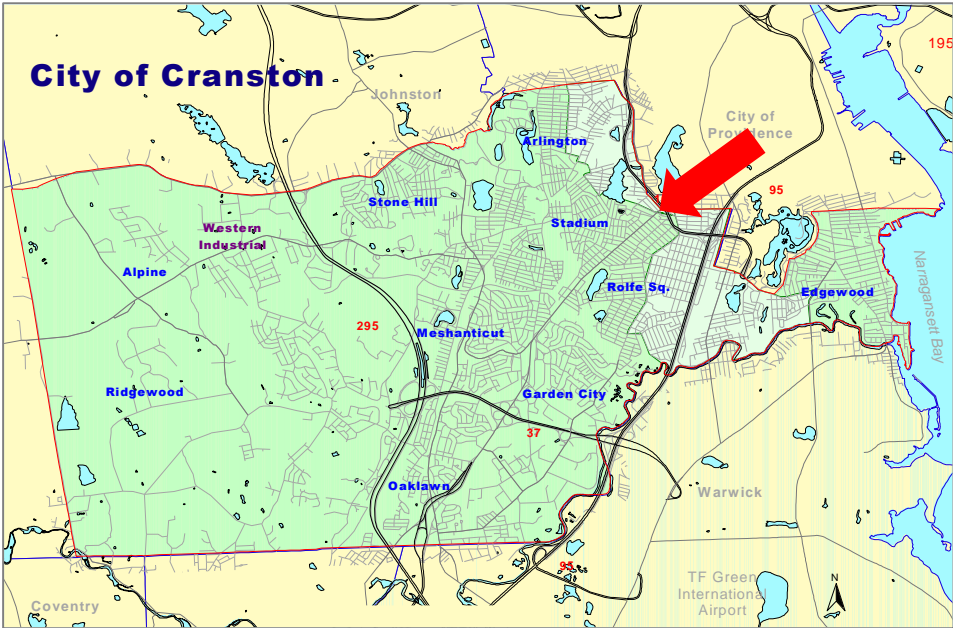 195
City of Cranston
Johnston
City of
Providence
Arlington
95
Stone Hill
Stadium
Western
Industrial
Narragansett Bay
Alpine
Rolfe Sq.
Edgewood
295
Meshanticut
Ridgewood
Garden City
37
Oaklawn
Warwick
95
TF Green
International
Airport
N
Coventry